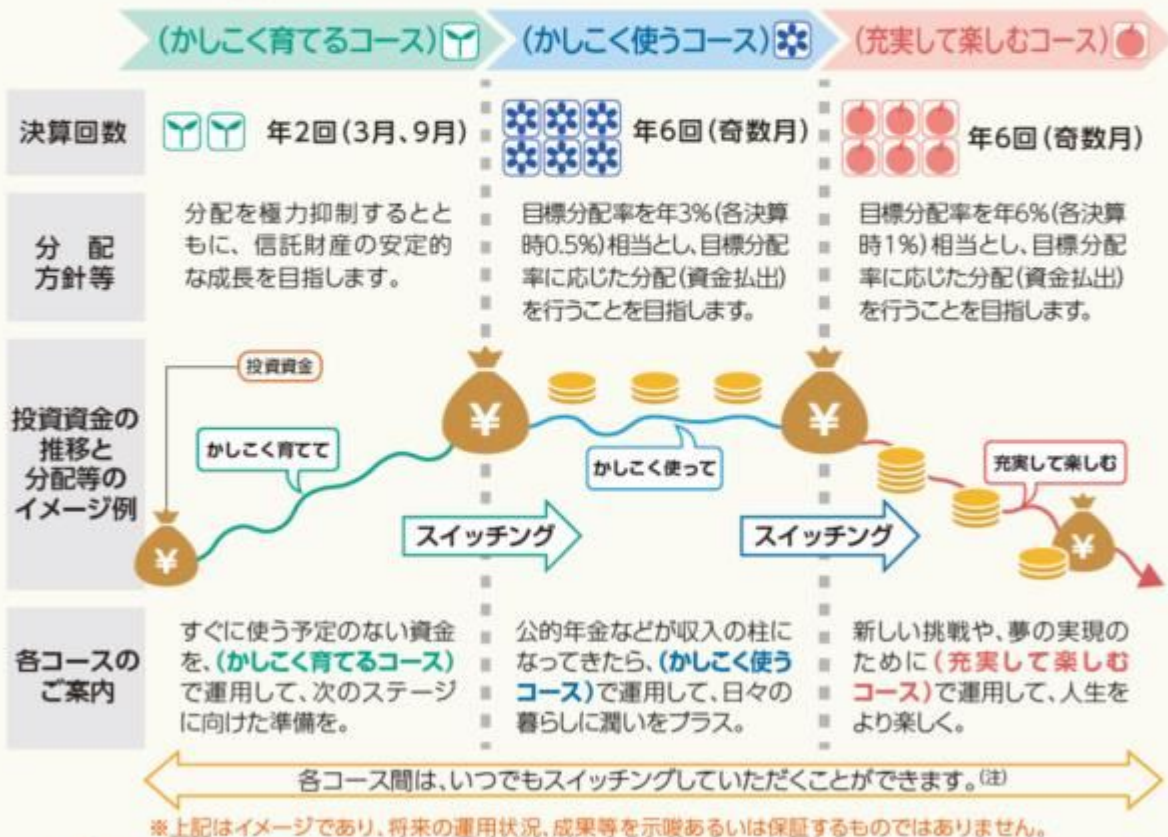 (かしこく育てるコース)
(かしこく使うコース)
(充実して楽しむコース)
決算回数
年2回(3月、9月)
年6回(奇数月)
年6回(奇数月)
分 配
方針等
分配を極力抑制するとと
もに、信託財産の安定的
な成長を目指します。
目標分配率を年3%(各決算
時0.5%)相当とし、目標分配
率に応じた分配(資金払出)
を行うことを目指します。
目標分配率を年6%(各決算
時1%)相当とし、目標分配
率に応じた分配(資金払出)
を行うことを目指します。
投資資金の
推移と
分配等の
イメージ例
投資資金
かしこく育てて
¥
¥
かしこく使って
¥
充実して楽しむ
¥
スイッチング
スイッチング
各コースの
ご案内
すぐに使う予定のない資金
を、(かしこく育てるコース)
で運用して、次のステージ
に向けた準備を。
公的年金などが収入の柱に
なってきたら、(かしこく使う
コース)で運用して、日々の
暮らしに潤いをプラス。
新しい挑戦や、夢の実現の
ために(充実して楽しむ
コース)で運用して、人生を
より楽しく。
各コース間は、いつでもスイッチングしていただくことができます。(注)
※上記はイメージであり、将来の運用状況、成果等を示唆あるいは保証するものではありません。